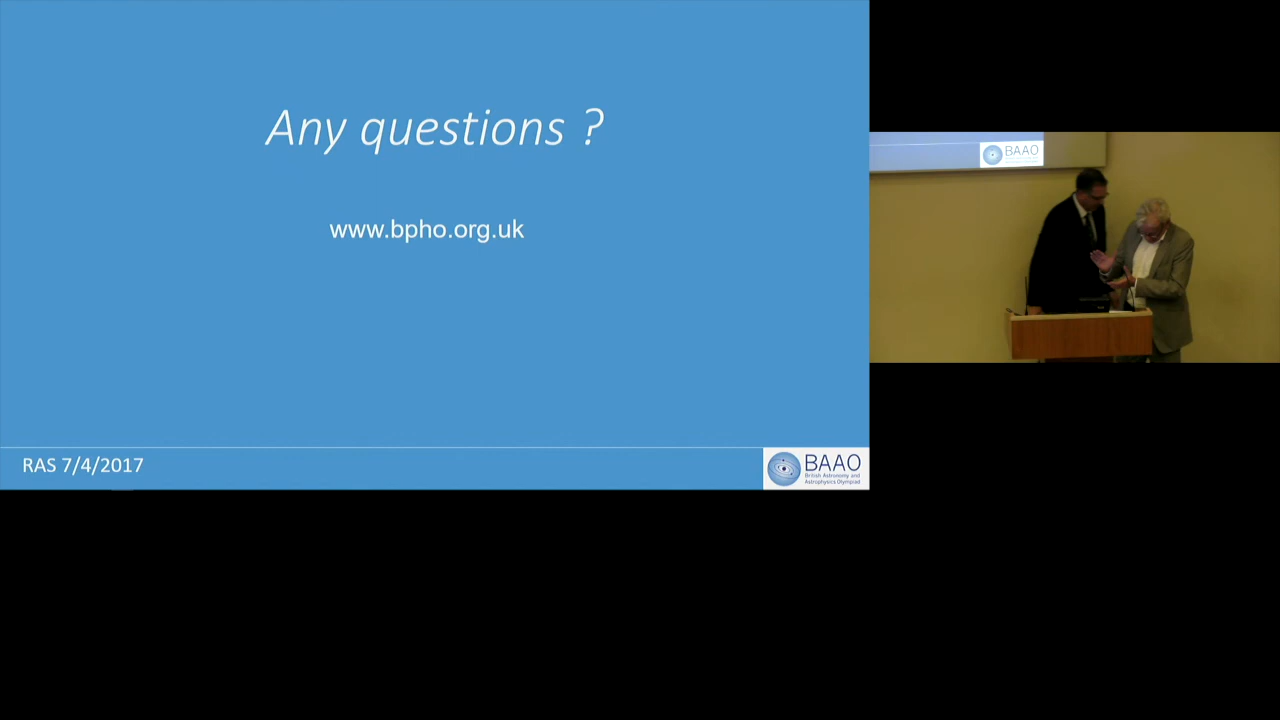 Any questions ?
www.bpho.org.uk
RAS 7/4/2017
BAAO
British Astronomy and
Astrophysics Olympiad
BAAO